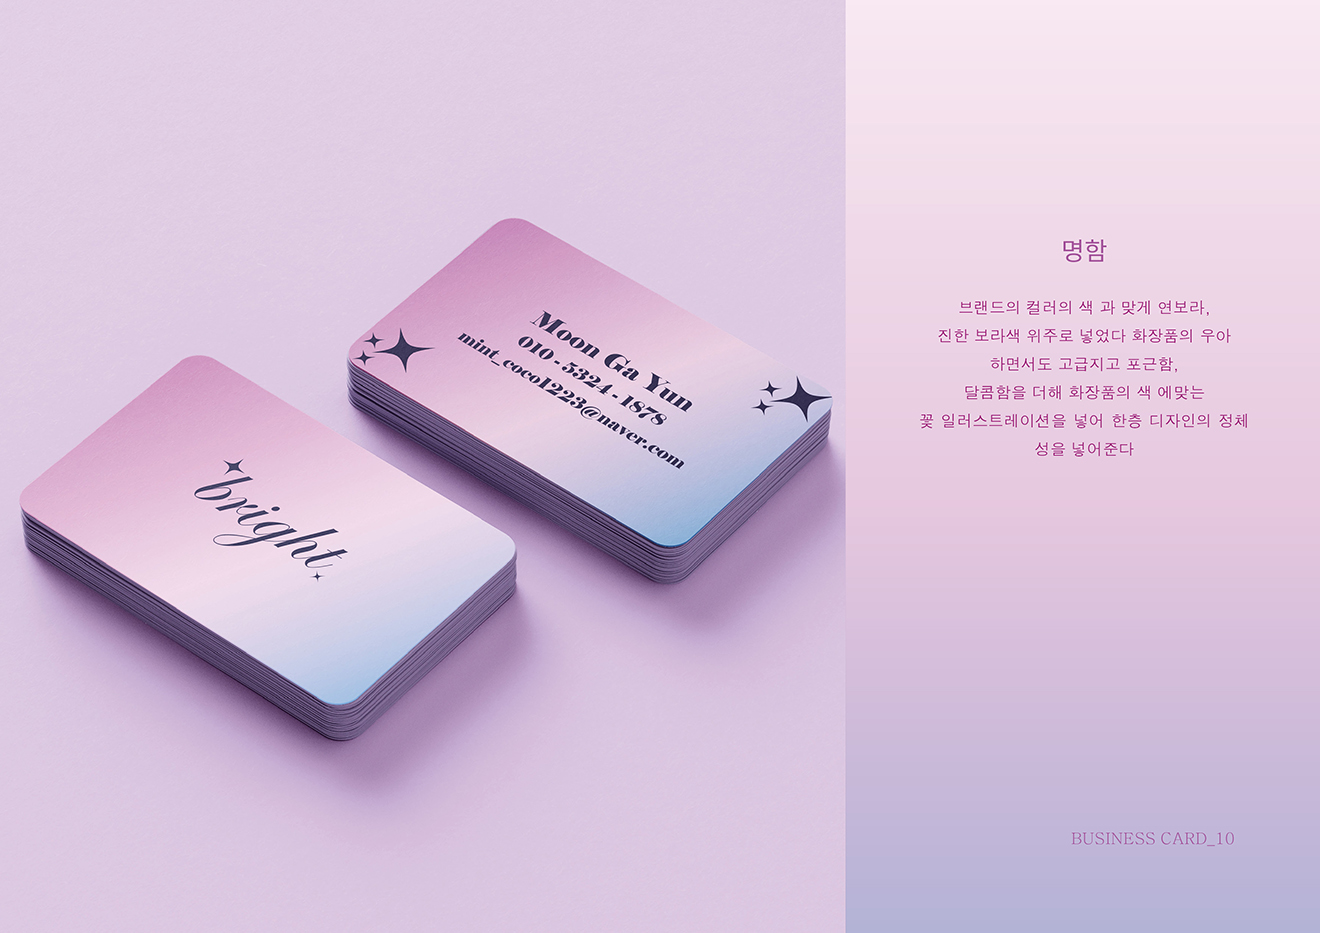 Moon Ga Yun
010 - 5324 - 1878
mint_coco1223@naver.com
bright.
명함
브랜드의 컬러의 색 과 맞게 연보라,
진한 보라색 위주로 넣었다 화장품의 우아
하면서도 고급지고 포근함,
달콤함을 더해 화장품의 색 에맞는
꽃 일러스트레이션을 넣어 한층 디자인의 정체
성을 넣어준다
BUSINESS CARD_10